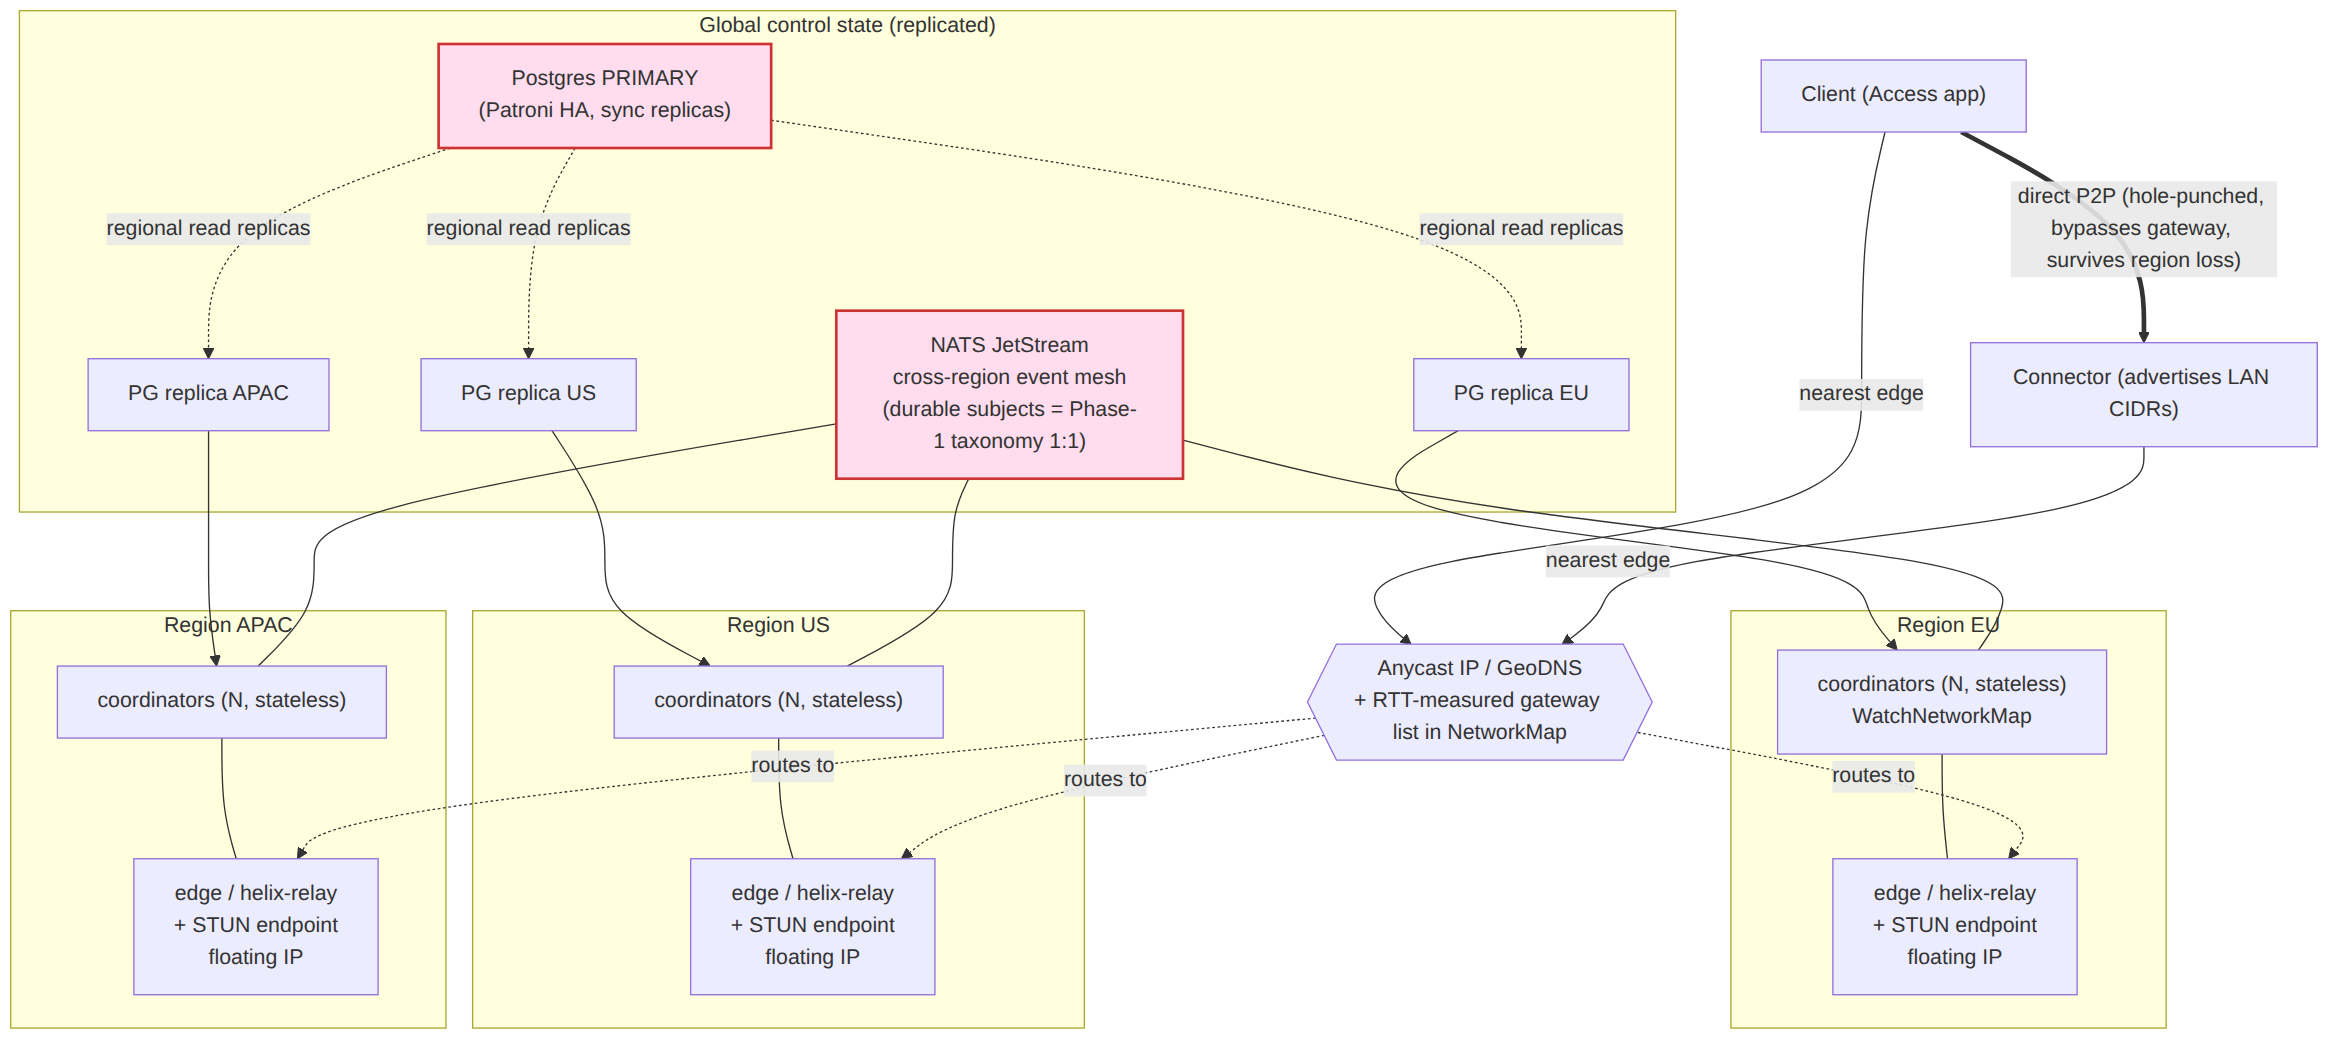 Global control state (replicated)
Postgres PRIMARY
(Patroni HA, sync replicas)
Client (Access app)
regional read replicas
regional read replicas
regional read replicas
direct P2P (hole-punched,
bypasses gateway,
survives region loss)
PG replica APAC
PG replica US
NATS JetStream
cross-region event mesh
(durable subjects = Phase-
1 taxonomy 1:1)
PG replica EU
nearest edge
Connector (advertises LAN
CIDRs)
nearest edge
Region APAC
coordinators (N, stateless)
Region US
coordinators (N, stateless)
Anycast IP / GeoDNS
+ RTT-measured gateway
list in NetworkMap
Region EU
coordinators (N, stateless)
WatchNetworkMap
routes to
routes to
routes to
edge / helix-relay
+ STUN endpoint
floating IP
edge / helix-relay
+ STUN endpoint
floating IP
edge / helix-relay
+ STUN endpoint
floating IP